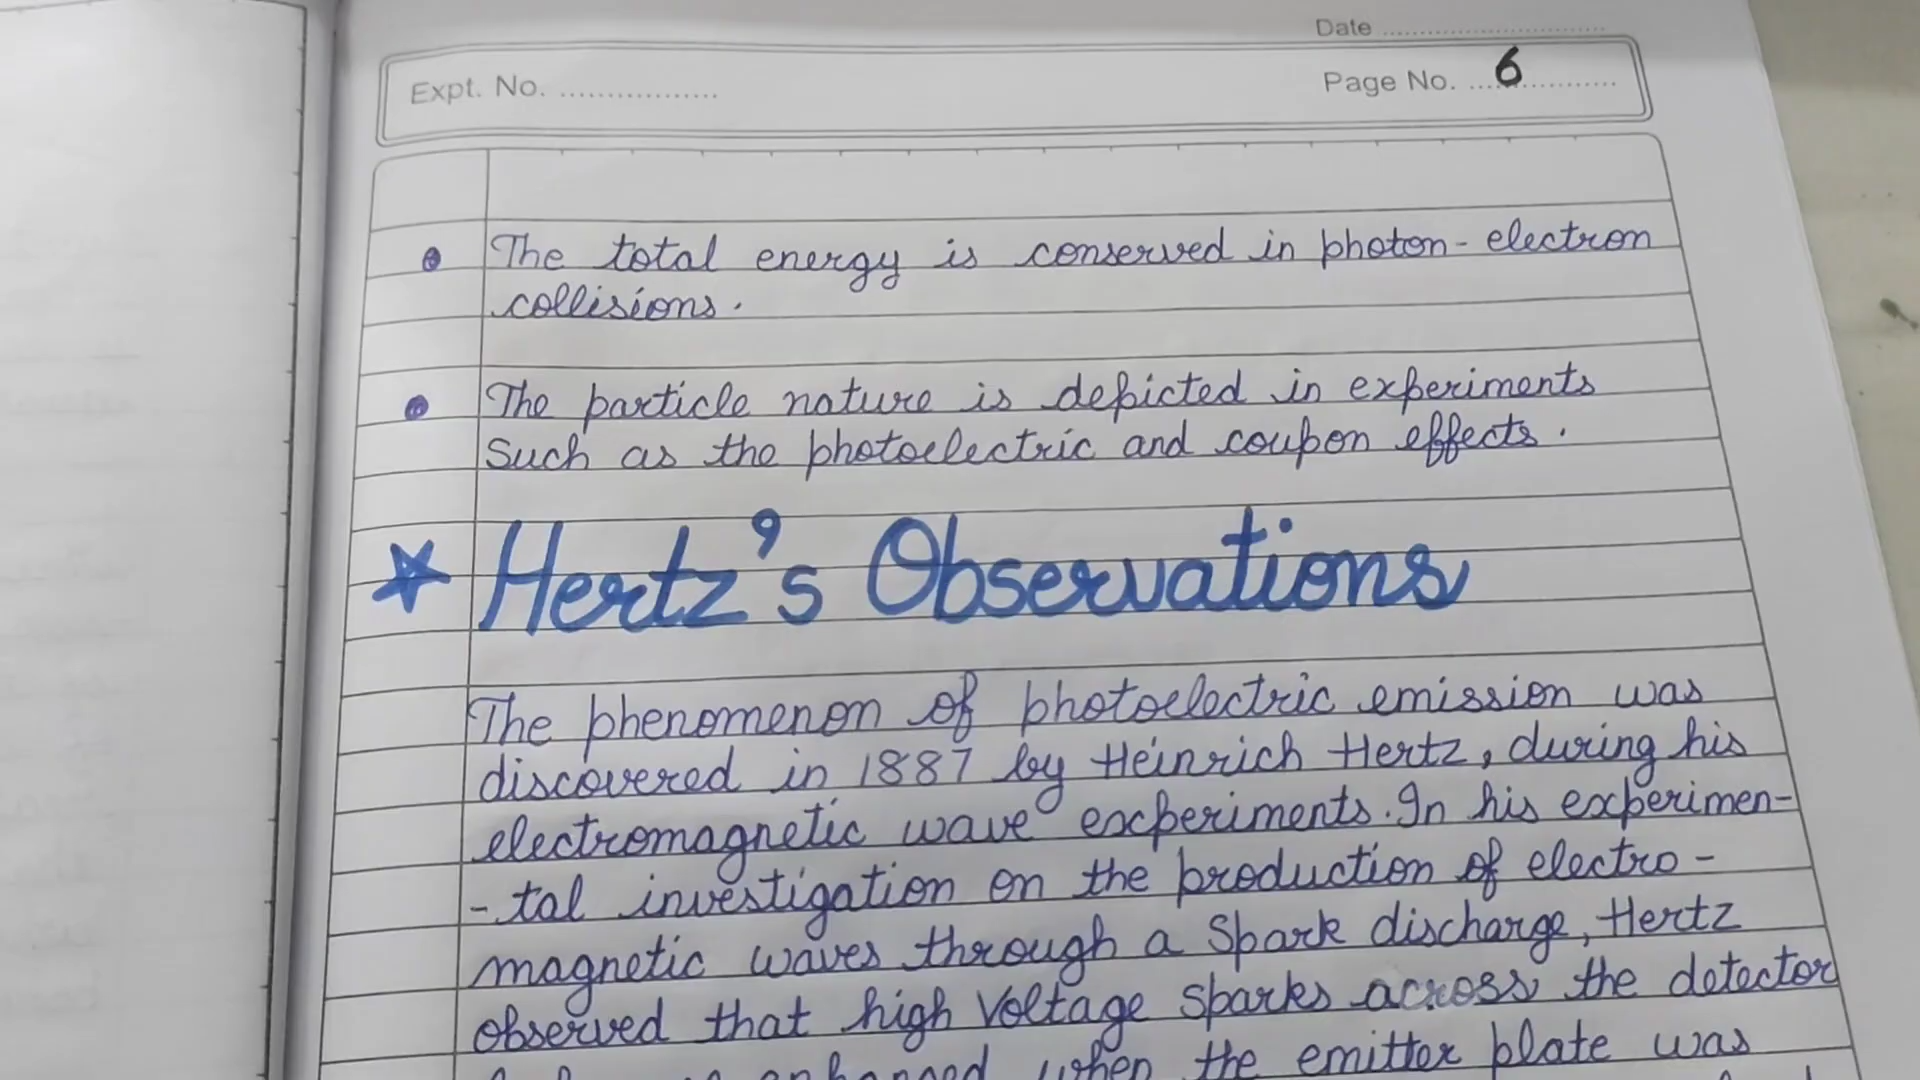 Date
Expt. No.
Page No. 6
The total energy is conserved in photon-electron
collisions.
The particle nature is depicted in experiments
Such as the photoelectric and coupon effects.
Hertz's Observations
The phenomenon of photoelectric emission was
discovered in 1887 by Heinrich Hertz, during his
electromagnetic wave experiments. In his experimen-
-tal investigation on the production of electro-
magnetic waves through a Spark discharge, Hertz
observed that high Voltage Sparks across the detector
enhanced when the emitter plate was